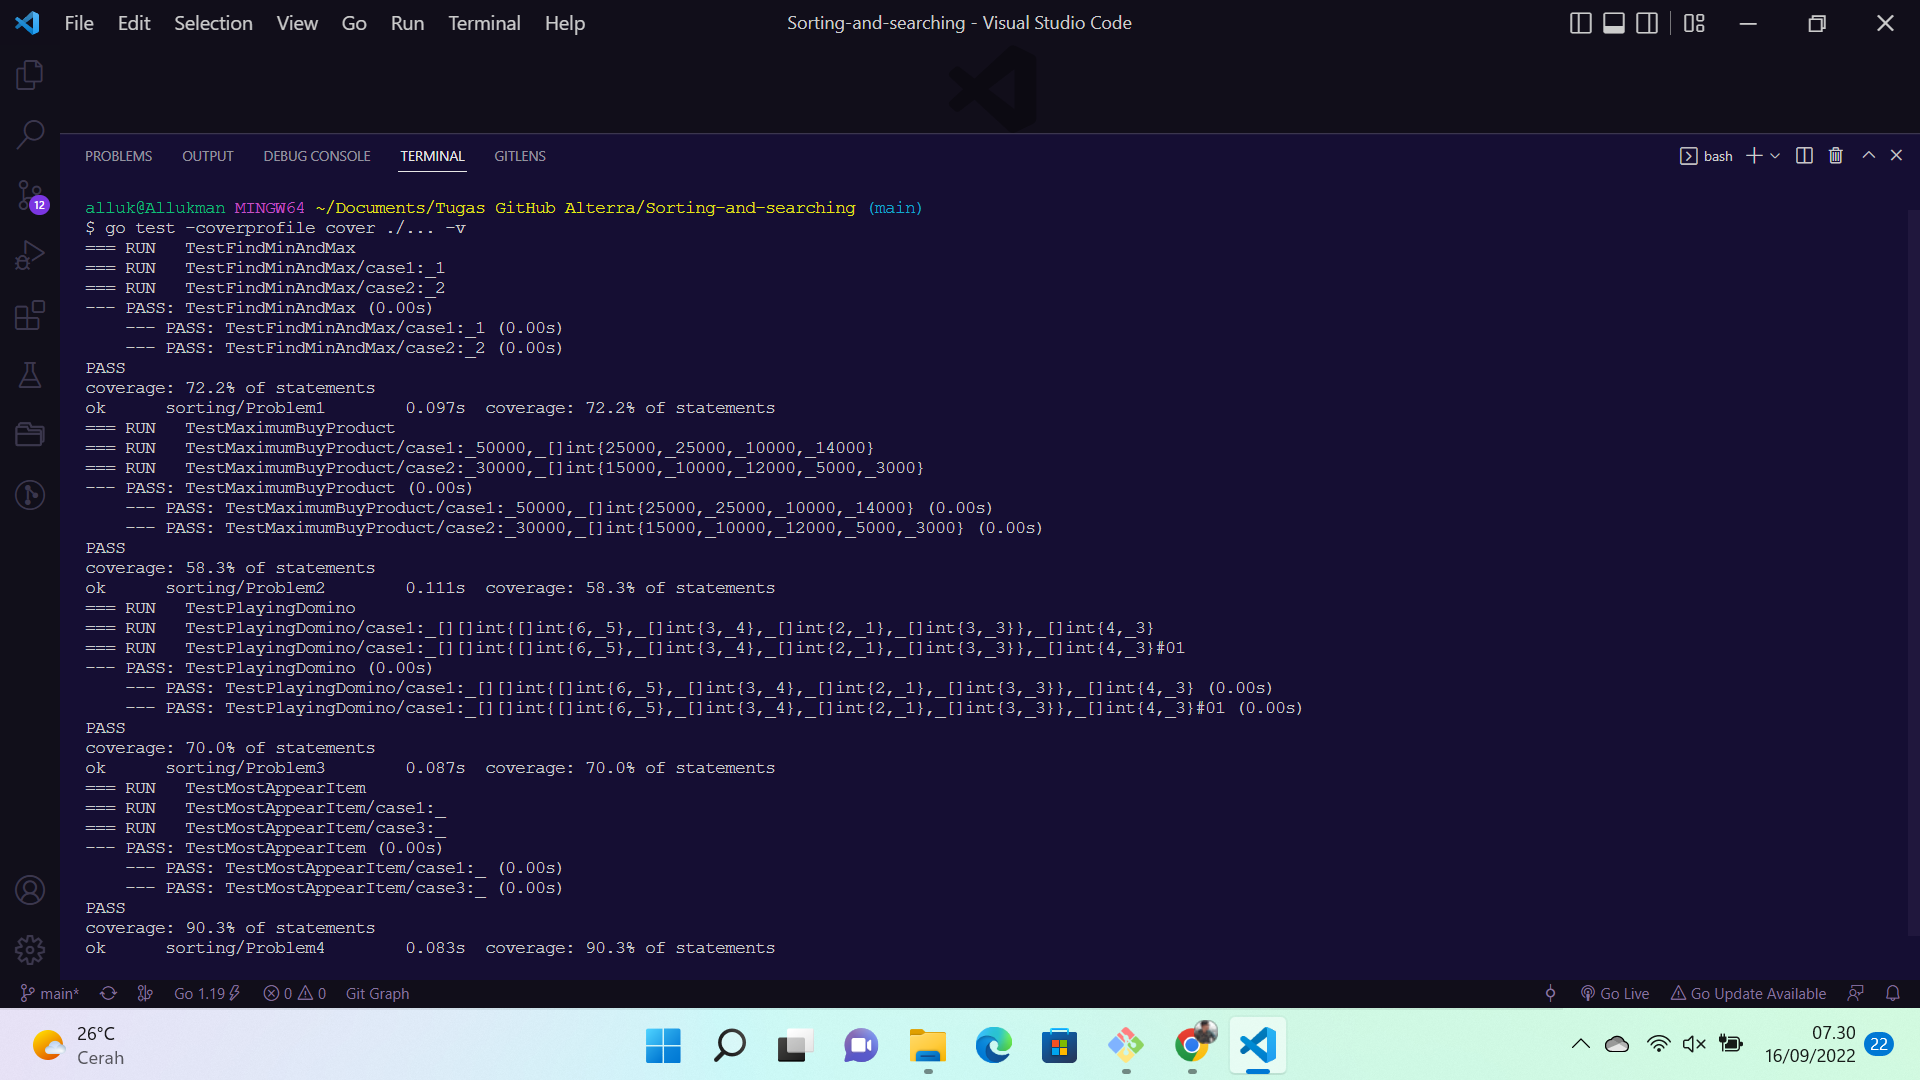 File Edit Selection View Go Run Terminal Help
Sorting-and-searching - Visual Studio Code
PROBLEMS OUTPUT DEBUG CONSOLE TERMINAL GITLENS
bash
12
alluk@Allukman MINGW64 ~/Documents/Tugas GitHub Alterra/Sorting-and-searching (main)
$ go test -coverprofile cover ./... -v
=== RUN   TestFindMinAndMax
=== RUN   TestFindMinAndMax/case1:_1
=== RUN   TestFindMinAndMax/case2:_2
--- PASS: TestFindMinAndMax (0.00s)
    --- PASS: TestFindMinAndMax/case1:_1 (0.00s)
    --- PASS: TestFindMinAndMax/case2:_2 (0.00s)
PASS
coverage: 72.2% of statements
ok      sorting/Problem1        0.097s  coverage: 72.2% of statements
=== RUN   TestMaximumBuyProduct
=== RUN   TestMaximumBuyProduct/case1:_50000,_[]int{25000,_25000,_10000,_14000}
=== RUN   TestMaximumBuyProduct/case2:_30000,_[]int{15000,_10000,_12000,_5000,_3000}
--- PASS: TestMaximumBuyProduct (0.00s)
    --- PASS: TestMaximumBuyProduct/case1:_50000,_[]int{25000,_25000,_10000,_14000} (0.00s)
    --- PASS: TestMaximumBuyProduct/case2:_30000,_[]int{15000,_10000,_12000,_5000,_3000} (0.00s)
PASS
coverage: 58.3% of statements
ok      sorting/Problem2        0.111s  coverage: 58.3% of statements
=== RUN   TestPlayingDomino
=== RUN   TestPlayingDomino/case1:_[][]int{[]int{6,_5},_[]int{3,_4},_[]int{2,_1},_[]int{3,_3}},_[]int{4,_3}
=== RUN   TestPlayingDomino/case1:_[][]int{[]int{6,_5},_[]int{3,_4},_[]int{2,_1},_[]int{3,_3}},_[]int{4,_3}#01
--- PASS: TestPlayingDomino (0.00s)
    --- PASS: TestPlayingDomino/case1:_[][]int{[]int{6,_5},_[]int{3,_4},_[]int{2,_1},_[]int{3,_3}},_[]int{4,_3} (0.00s)
    --- PASS: TestPlayingDomino/case1:_[][]int{[]int{6,_5},_[]int{3,_4},_[]int{2,_1},_[]int{3,_3}},_[]int{4,_3}#01 (0.00s)
PASS
coverage: 70.0% of statements
ok      sorting/Problem3        0.087s  coverage: 70.0% of statements
=== RUN   TestMostAppearItem
=== RUN   TestMostAppearItem/case1:_
=== RUN   TestMostAppearItem/case3:_
--- PASS: TestMostAppearItem (0.00s)
    --- PASS: TestMostAppearItem/case1:_ (0.00s)
    --- PASS: TestMostAppearItem/case3:_ (0.00s)
PASS
coverage: 90.3% of statements
ok      sorting/Problem4        0.083s  coverage: 90.3% of statements
main* Go 1.19 0 0 Git Graph
Go Live Go Update Available
26°C
Cerah
07.30
16/09/2022
22